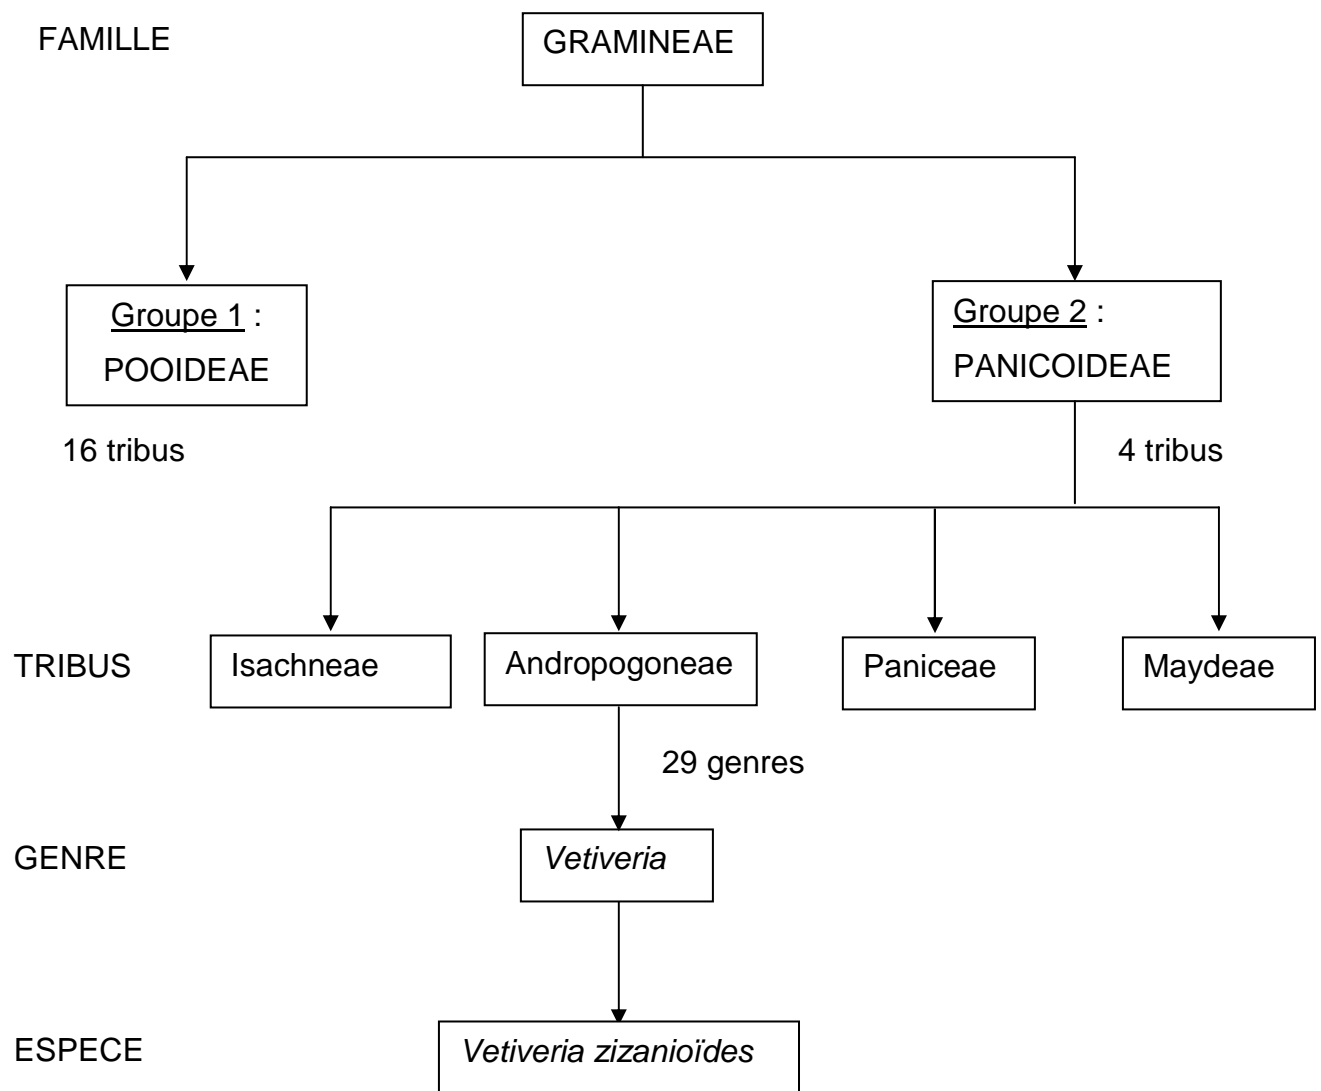 FAMILLE
GRAMINEAE
Groupe 1 :
POOIDEAE
Groupe 2 :
PANICOIDEAE
16 tribus
4 tribus
TRIBUS
Isachneae
Andropogoneae
Paniceae
Maydeae
29 genres
GENRE
Vetiveria
ESPECE
Vetiveria zizanioïdes